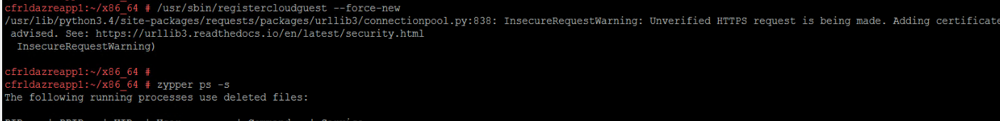 cfrldazreapp1:~/x86_64 # /usr/sbin/registercloudguest --force-new
/usr/lib/python3.4/site-packages/requests/packages/urllib3/connectionpool.py:838: InsecureRequestWarning: Unverified HTTPS request is being made. Adding certificate
advised. See: https://urllib3.readthedocs.io/en/latest/security.html
InsecureRequestWarning)
cfrldazreapp1:~/x86_64 #
cfrldazreapp1:~/x86_64 # zypper ps -s
The following running processes use deleted files: